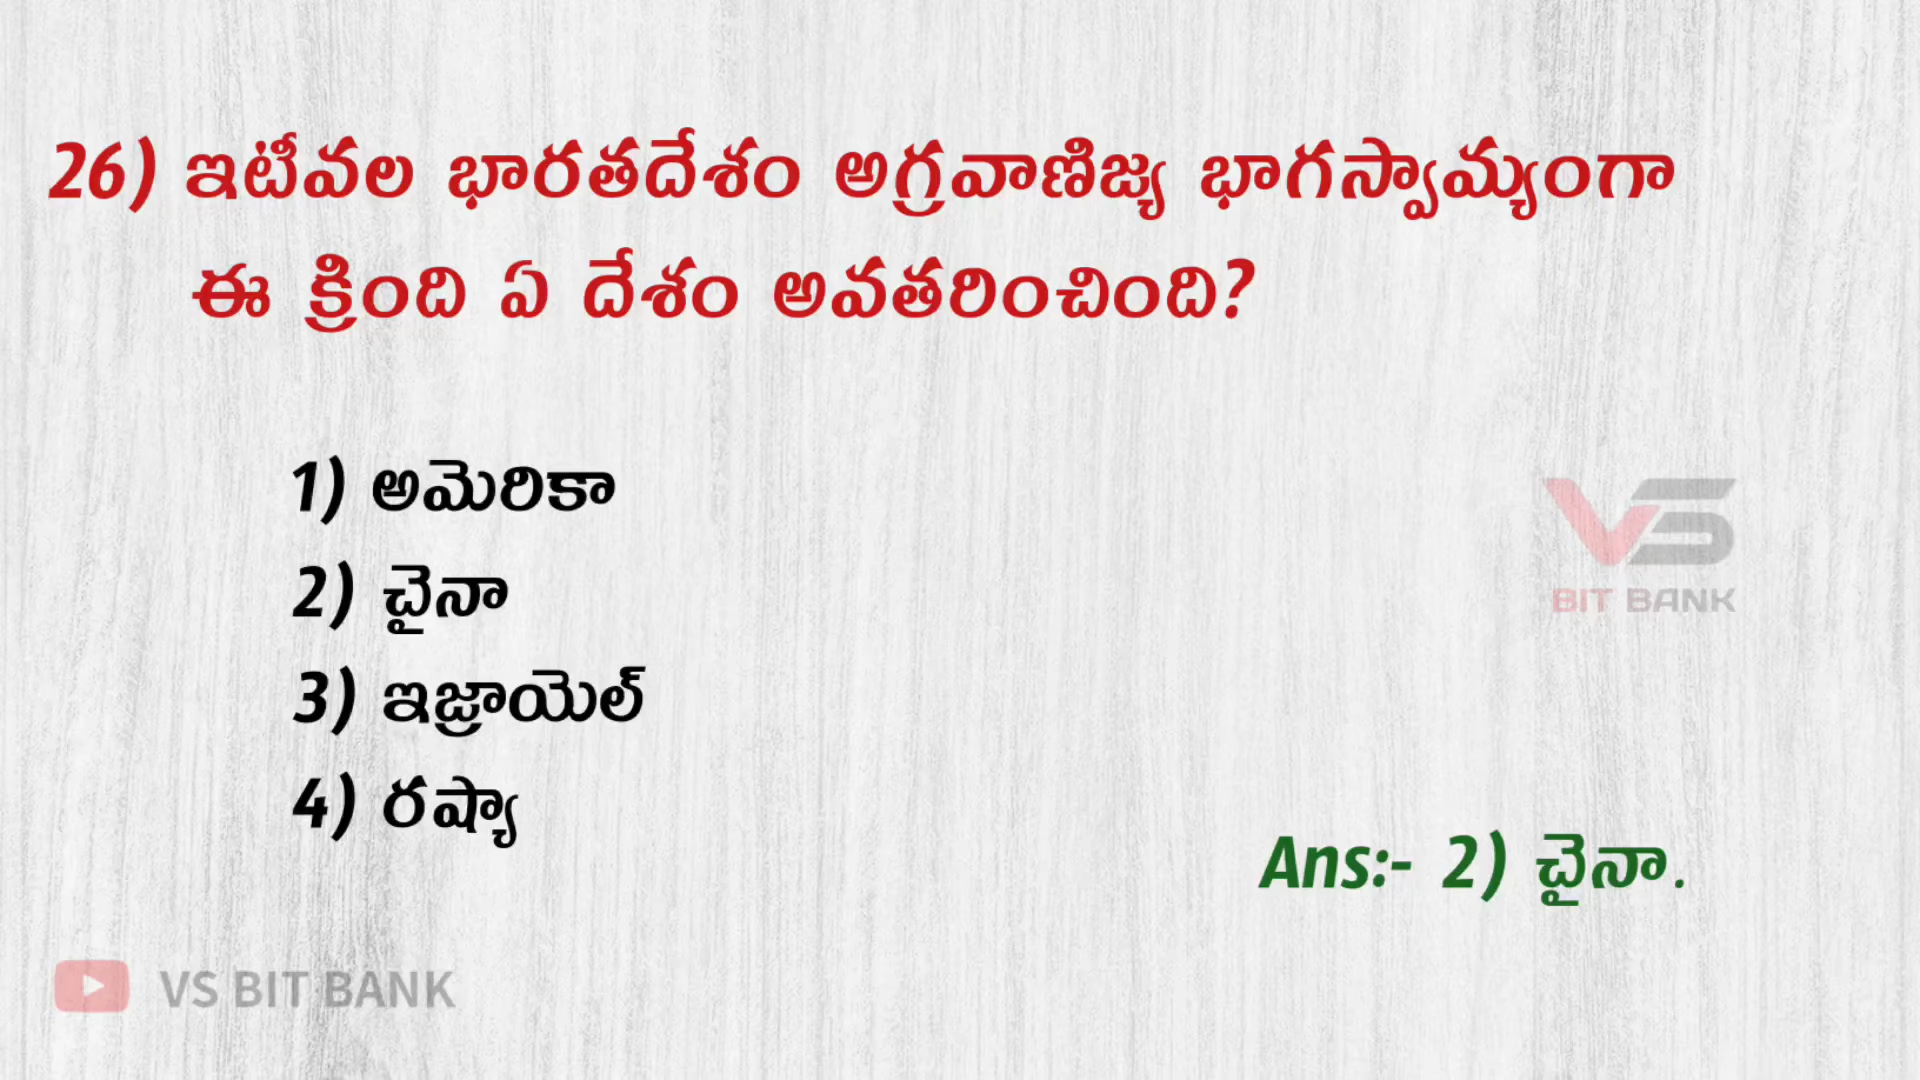 26) ఇటీవల భారతదేశం అగ్రవాణిజ్య భాగస్వామ్యంగా
ఈ క్రింది ఏ దేశం అవతరించింది?
1) అమెరికా
2) చైనా
3) ఇజ్రాయెల్
4) రష్యా
VS
BIT BANK
Ans:- 2) చైనా.
VS BIT BANK